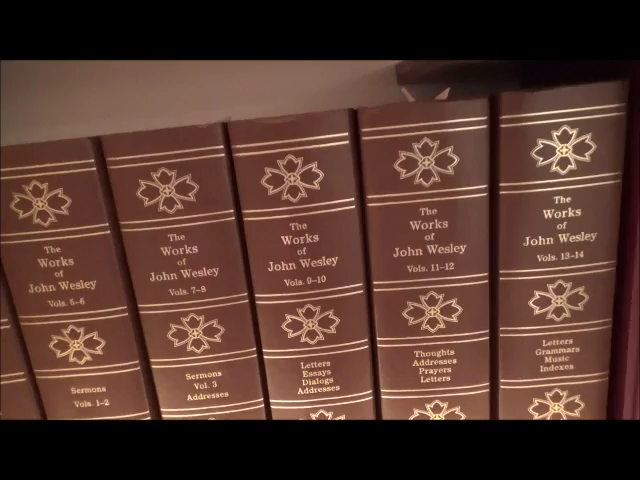 The
Works
of
John Wesley
Vols. 5-6
Sermons
Vols. 1-2
The
Works
of
John Wesley
Vols. 7-8
Sermons
Vol. 3
Addresses
The
Works
of
John Wesley
Vols. 9-10
Letters
Essays
Dialogs
Addresses
The
Works
of
John Wesley
Vols. 11-12
Thoughts
Addresses
Prayers
Letters
The
Works
of
John Wesley
Vols. 13-14
Letters
Grammars
Music
Indexes